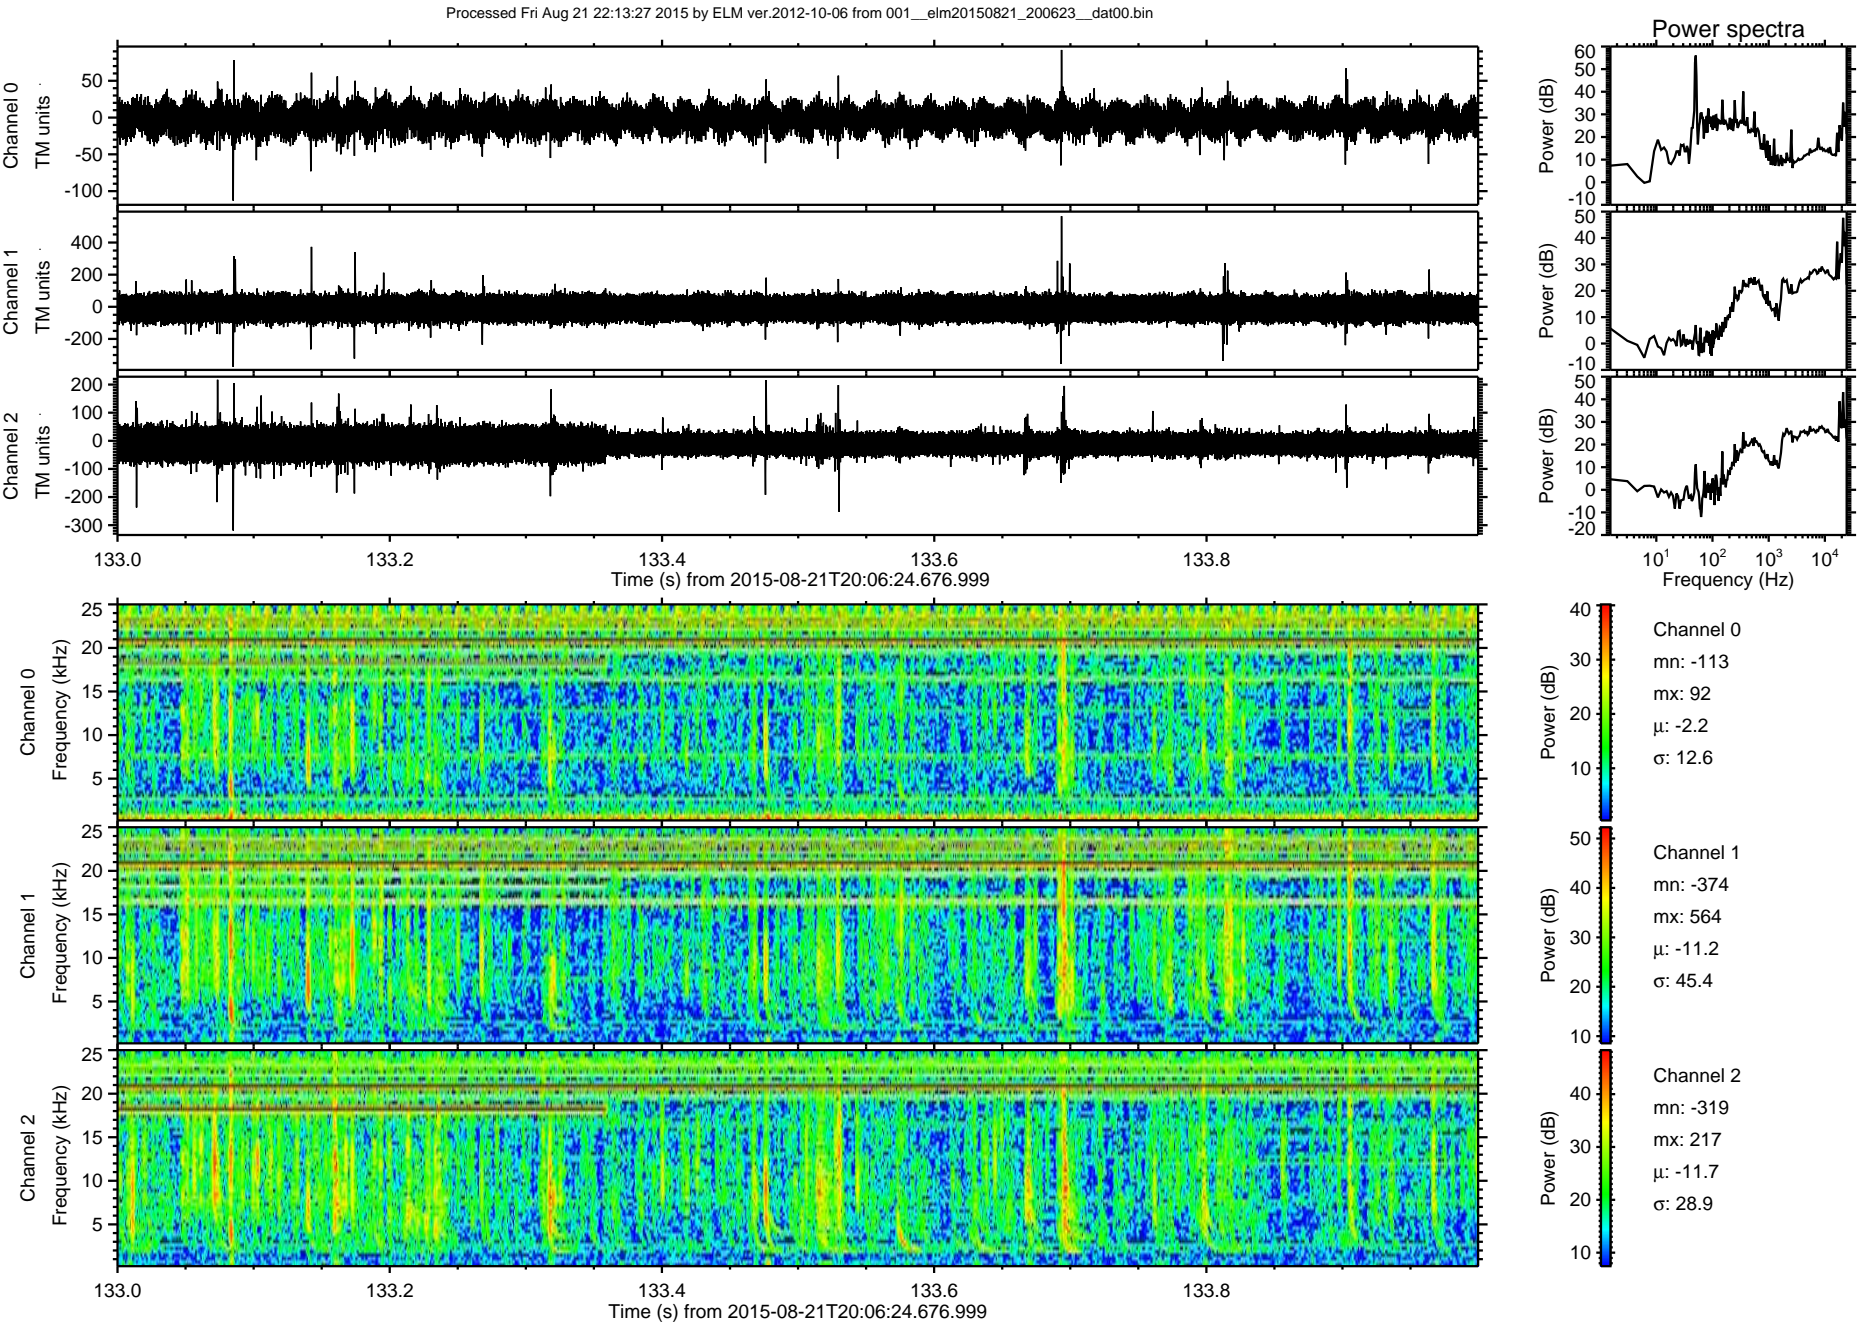 Processed Fri Aug 21 22:13:27 2015 by ELM ver.2012-10-06 from 001__elm20150821_200623__dat00.bin
Power spectra
Channel 0
TM units
50
0
-50
-100
Power (dB)
60
50
40
30
20
10
0
-10
Channel 1
TM units
400
200
0
-200
Power (dB)
50
40
30
20
10
0
-10
Channel 2
TM units
200
100
0
-100
-200
-300
Power (dB)
50
40
30
20
10
0
-10
-20
133.0 133.2 133.4 133.6 133.8
Time (s) from 2015-08-21T20:06:24.676.999
10¹ 10² 10³ 10⁴
Frequency (Hz)
Channel 0
Frequency (kHz)
25
20
15
10
5
Power (dB)
40
30
20
10
Channel 0
mn: -113
mx: 92
µ: -2.2
σ: 12.6
Channel 1
Frequency (kHz)
25
20
15
10
5
Power (dB)
50
40
30
20
10
Channel 1
mn: -374
mx: 564
µ: -11.2
σ: 45.4
Channel 2
Frequency (kHz)
25
20
15
10
5
Power (dB)
40
30
20
10
Channel 2
mn: -319
mx: 217
µ: -11.7
σ: 28.9
133.0 133.2 133.4 133.6 133.8
Time (s) from 2015-08-21T20:06:24.676.999